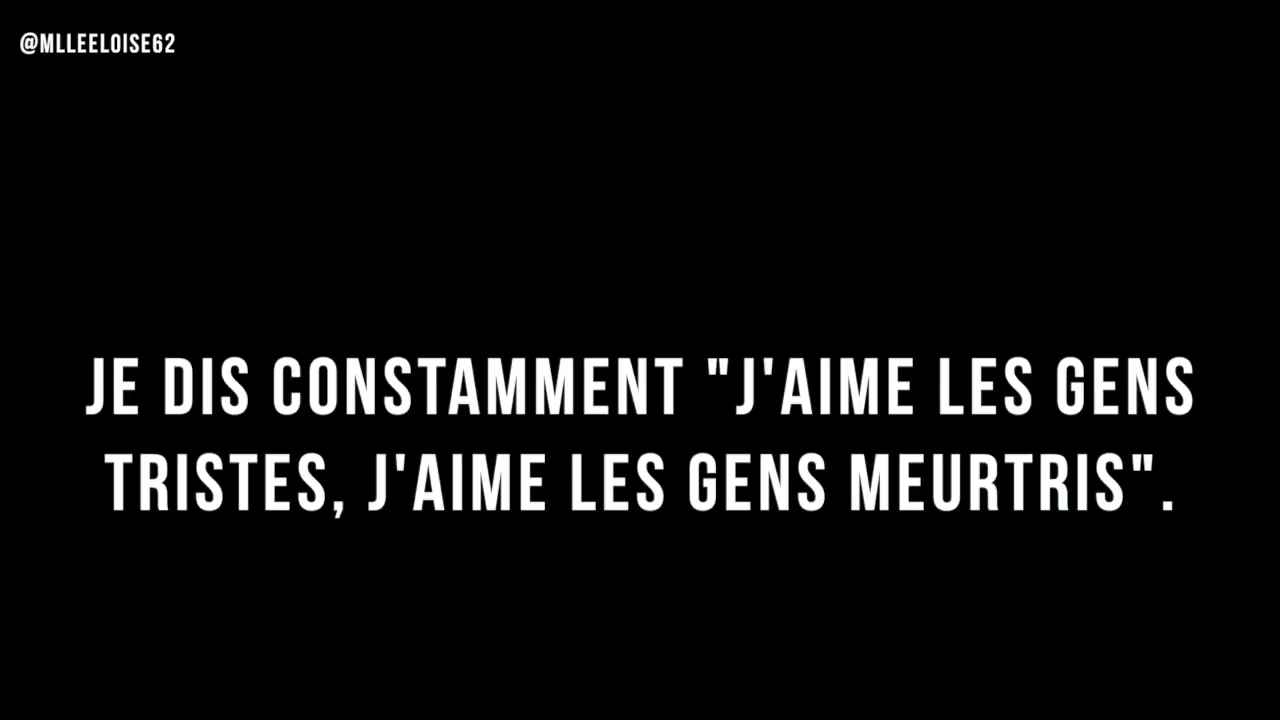 @MLLEELOISE62
JE DIS CONSTAMMENT "J'AIME LES GENS
TRISTES, J'AIME LES GENS MEURTRIS".